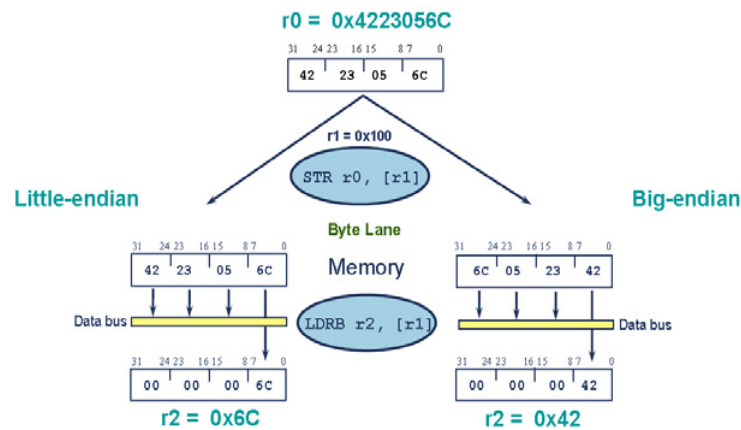 r0 = 0x4223056C
31 24 23 16 15 8 7 0
42 23 05 6C
r1 = 0x100
STR r0, [r1]
Little-endian
Big-endian
Byte Lane
31 24 23 16 15 8 7 0
42 23 05 6C
Memory
31 24 23 16 15 8 7 0
6C 05 23 42
Data bus
LDRB r2, [r1]
Data bus
31 24 23 16 15 8 7 0
00 00 00 6C
31 24 23 16 15 8 7 0
00 00 00 42
r2 = 0x6C
r2 = 0x42